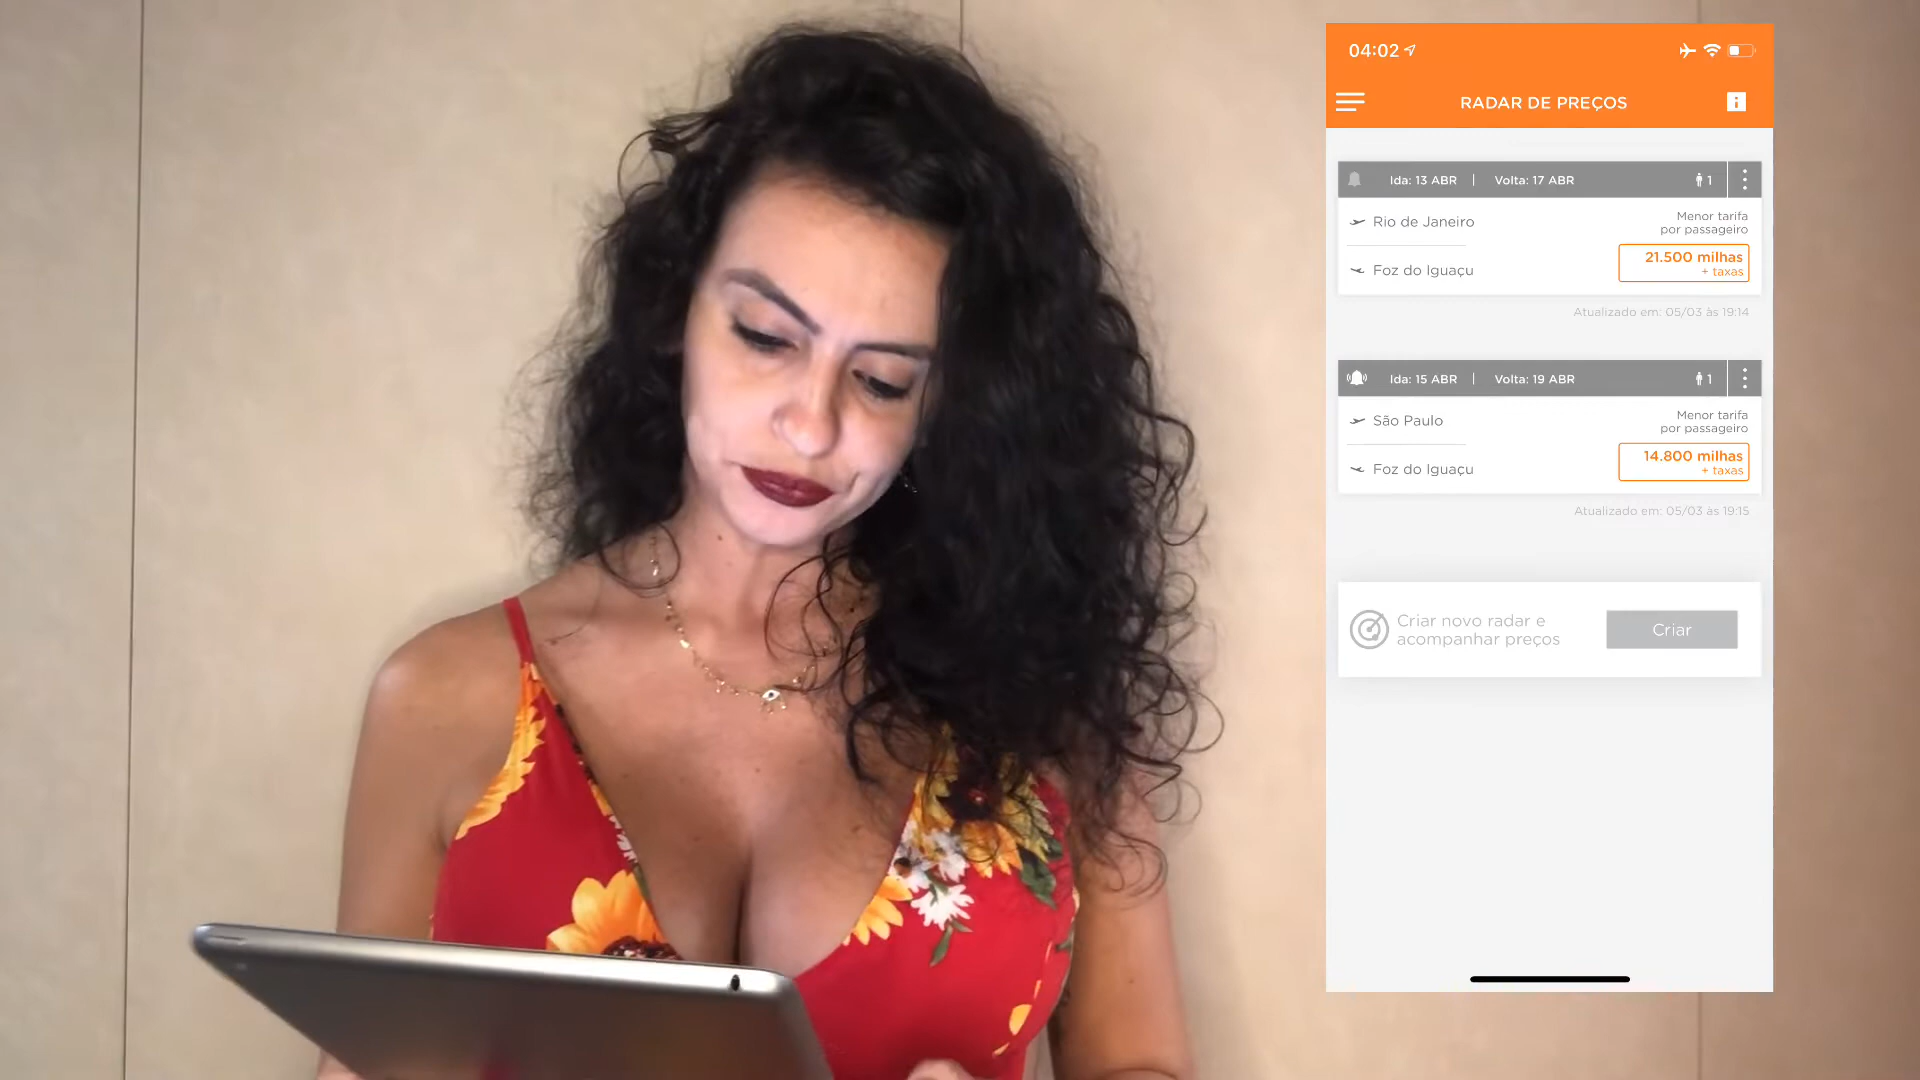 04:02
RADAR DE PREÇOS
Ida: 13 ABR | Volta: 17 ABR 1
Rio de Janeiro
Menor tarifa
por passageiro
21.500 milhas
+ taxas
Foz do Iguaçu
Atualizado em: 05/03 às 19:14
Ida: 15 ABR | Volta: 19 ABR 1
São Paulo
Menor tarifa
por passageiro
14.800 milhas
+ taxas
Foz do Iguaçu
Atualizado em: 05/03 às 19:15
Criar novo radar e
acompanhar preços
Criar